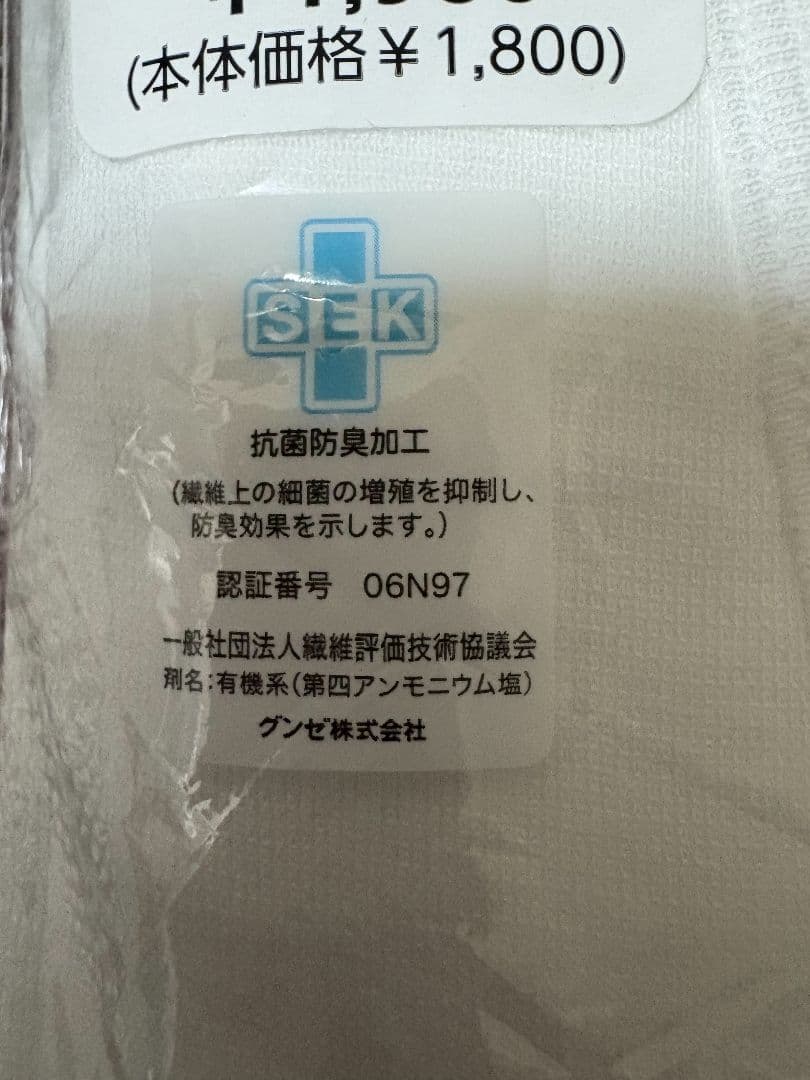 (本体価格¥1,800)
SEK
抗菌防臭加工
(繊維上の細菌の増殖を抑制し、
防臭効果を示します。)
認証番号 06N97
一般社団法人繊維評価技術協議会
剤名:有機系(第四アンモニウム塩)
グンゼ株式会社